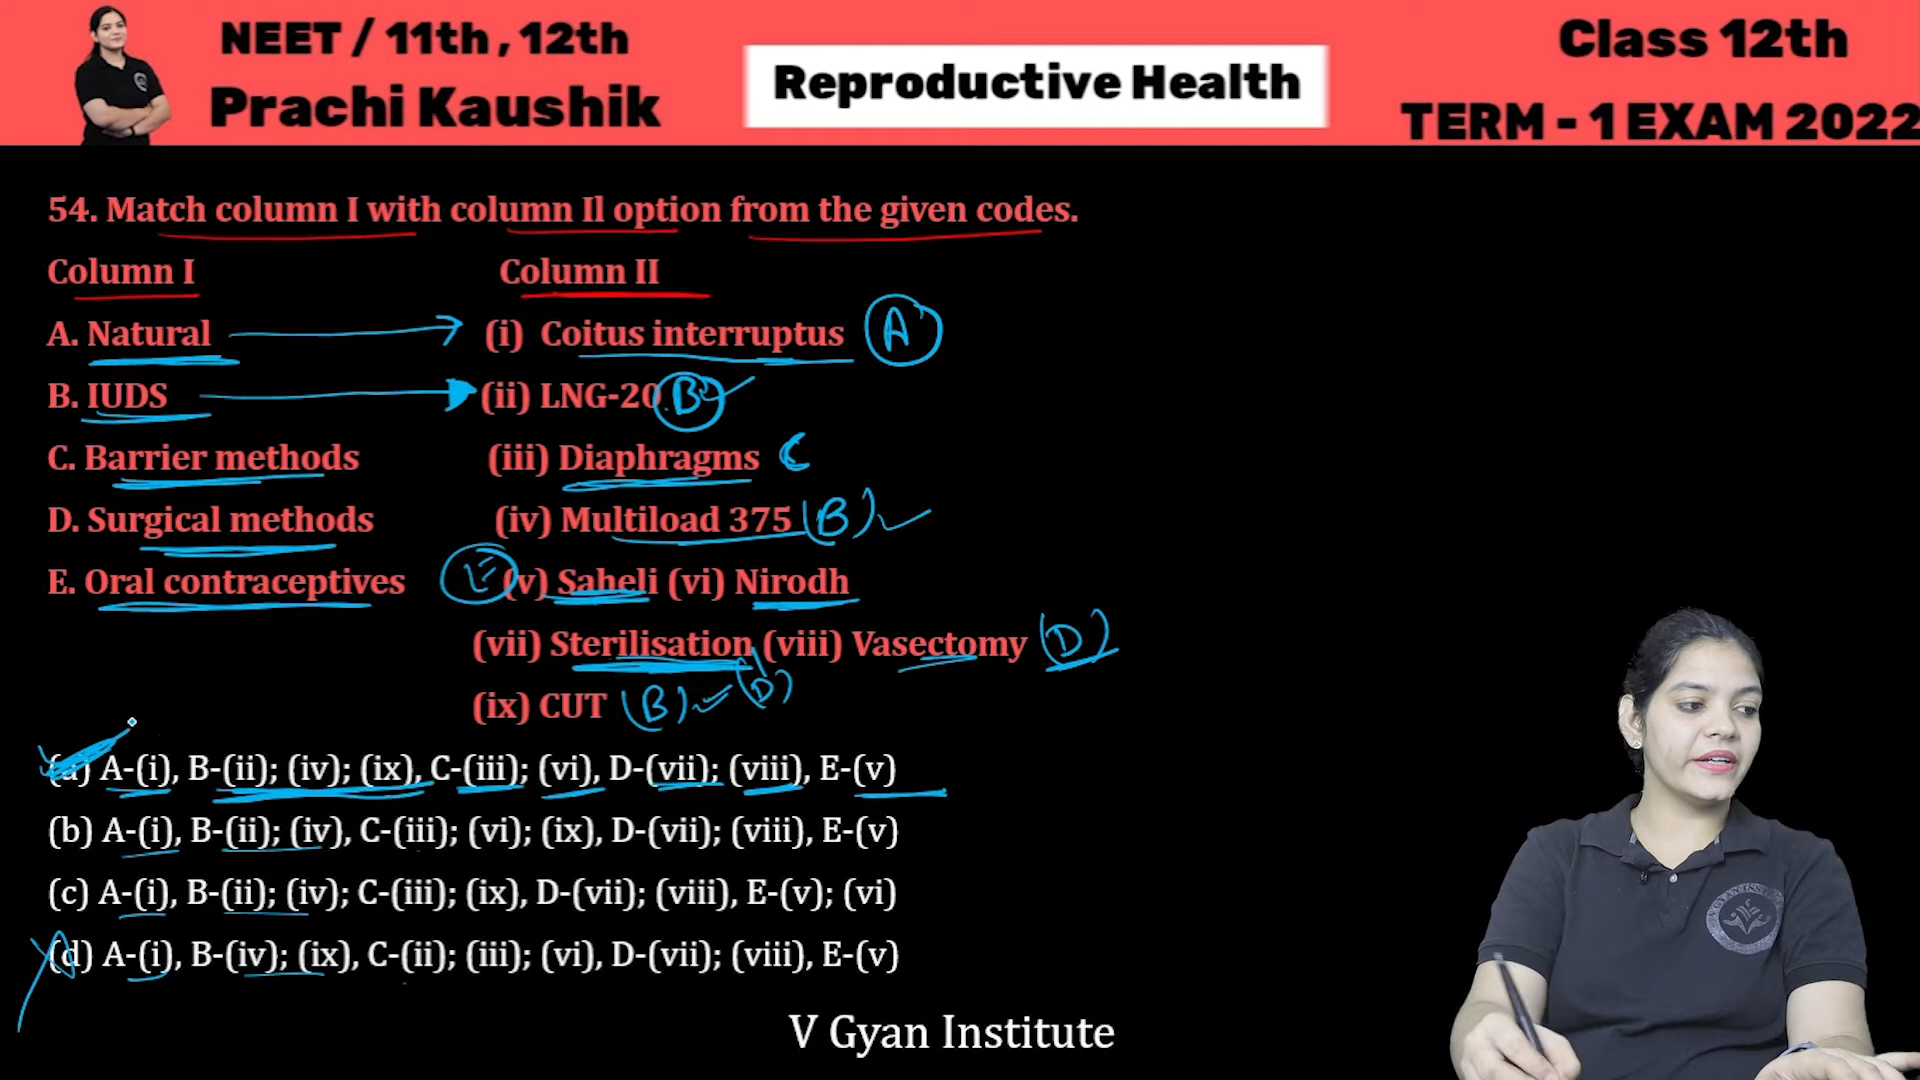 NEET / 11th , 12th
Prachi Kaushik
Reproductive Health
Class 12th
TERM - 1 EXAM 2022
54. Match column I with column Il option from the given codes.
Column I Column II
A. Natural (i) Coitus interruptus A
B. IUDS (ii) LNG-20 B
C. Barrier methods (iii) Diaphragms C
D. Surgical methods (iv) Multiload 375 (B)
E. Oral contraceptives E (v) Saheli (vi) Nirodh
(vii) Sterilisation (viii) Vasectomy (D)
(ix) CUT (B) (D)
(a) A-(i), B-(ii); (iv); (ix), C-(iii); (vi), D-(vii); (viii), E-(v)
(b) A-(i), B-(ii); (iv), C-(iii); (vi); (ix), D-(vii); (viii), E-(v)
(c) A-(i), B-(ii); (iv); C-(iii); (ix), D-(vii); (viii), E-(v); (vi)
(d) A-(i), B-(iv); (ix), C-(ii); (iii); (vi), D-(vii); (viii), E-(v)
V Gyan Institute